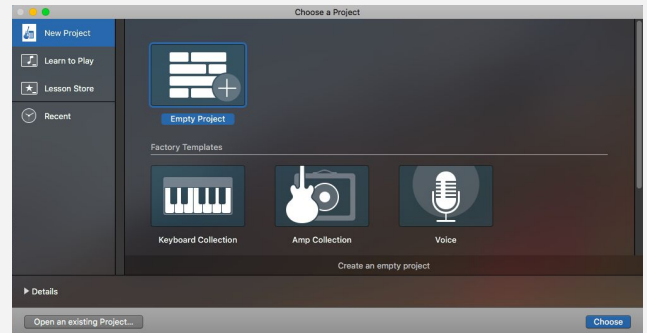 Choose a Project
New Project
Learn to Play
Lesson Store
Recent
Empty Project
Factory Templates
Keyboard Collection
Amp Collection
Voice
Create an empty project
Details
Open an existing Project...
Choose